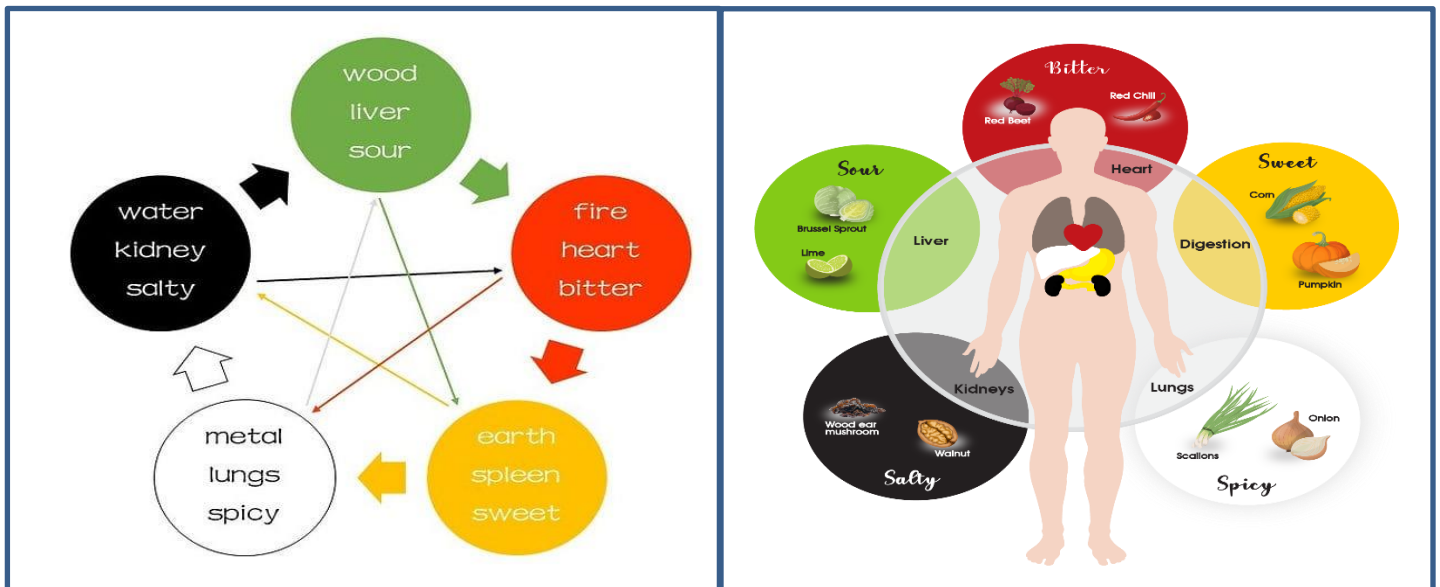 wood
liver
sour
water
kidney
salty
fire
heart
bitter
metal
lungs
spicy
earth
spleen
sweet
Bitter
Red Beet
Red Chili
Heart
Sour
Brussel Sprout
Lime
Liver
Sweet
Corn
Pumpkin
Digestion
Kidneys
Wood ear
mushroom
Walnut
Salty
Lungs
Scallons
Onion
Spicy